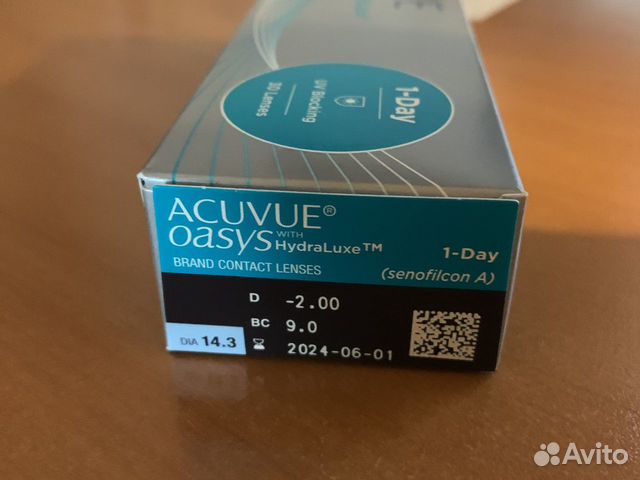 1-Day
UV Blocking
30 Lenses
ACUVUE®
oasys WITH HydraLuxe™
1-Day
BRAND CONTACT LENSES
(senofilcon A)
D -2.00
BC 9.0
DIA 14.3
2024-06-01
Avito